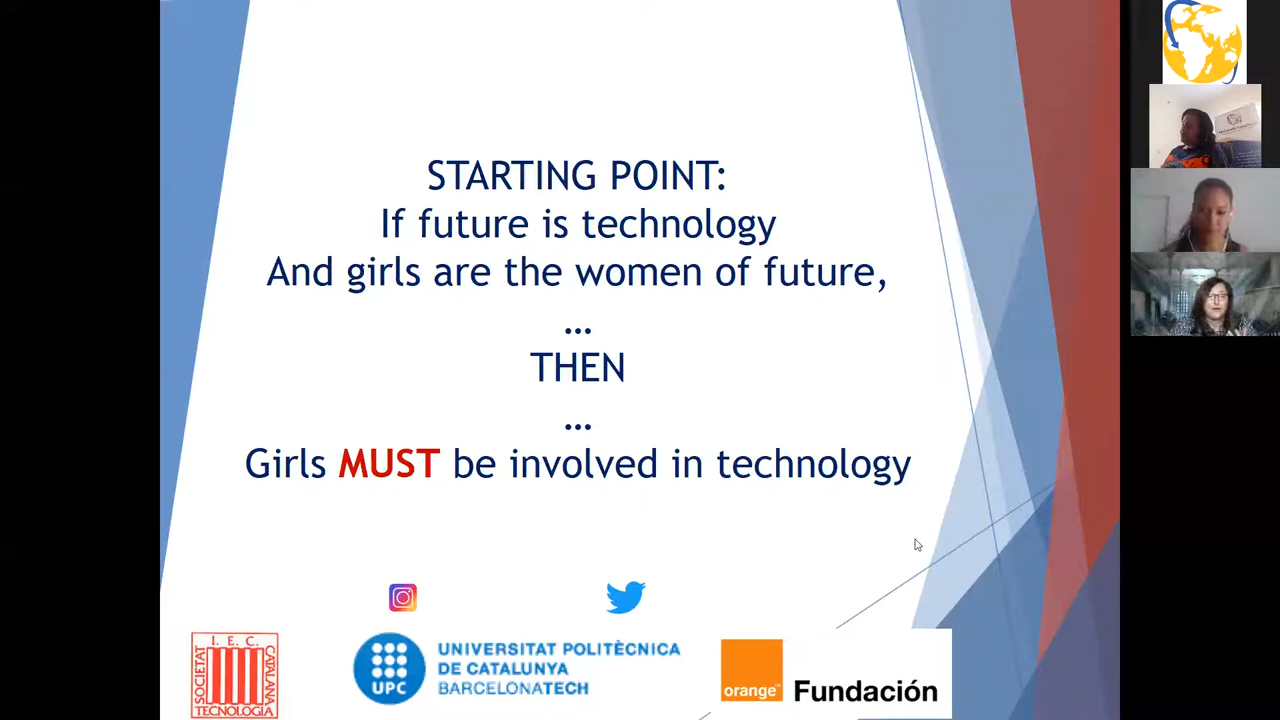 STARTING POINT:
If future is technology
And girls are the women of future,
…
THEN
…
Girls MUST be involved in technology
I. E. C.
SOCIETAT
CATALANA
TECNOLOGIA
UPC
UNIVERSITAT POLITÈCNICA
DE CATALUNYA
BARCELONATECH
orange™
Fundación